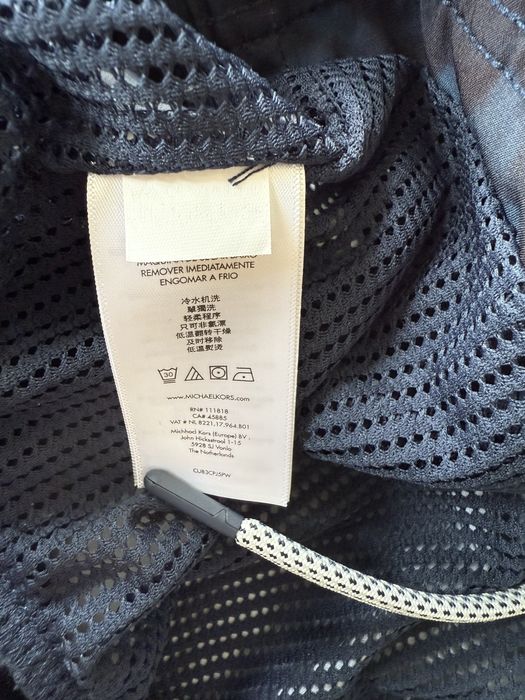 REMOVER IMEDIATAMENTE
ENGOMAR A FRIO
冷水机洗
單獨洗
轻柔程序
只可非氯漂
低温翻转干燥
及时移除
低温熨烫
30
WWW.MICHAELKORS.COM
RN# 111818
CA# 45885
VAT # NL 8221,17,964.B01
Michael Kors (Europe) BV
John Hicksstraat 1-15
5928 SJ Venlo
The Netherlands
CU83CPJ5PW